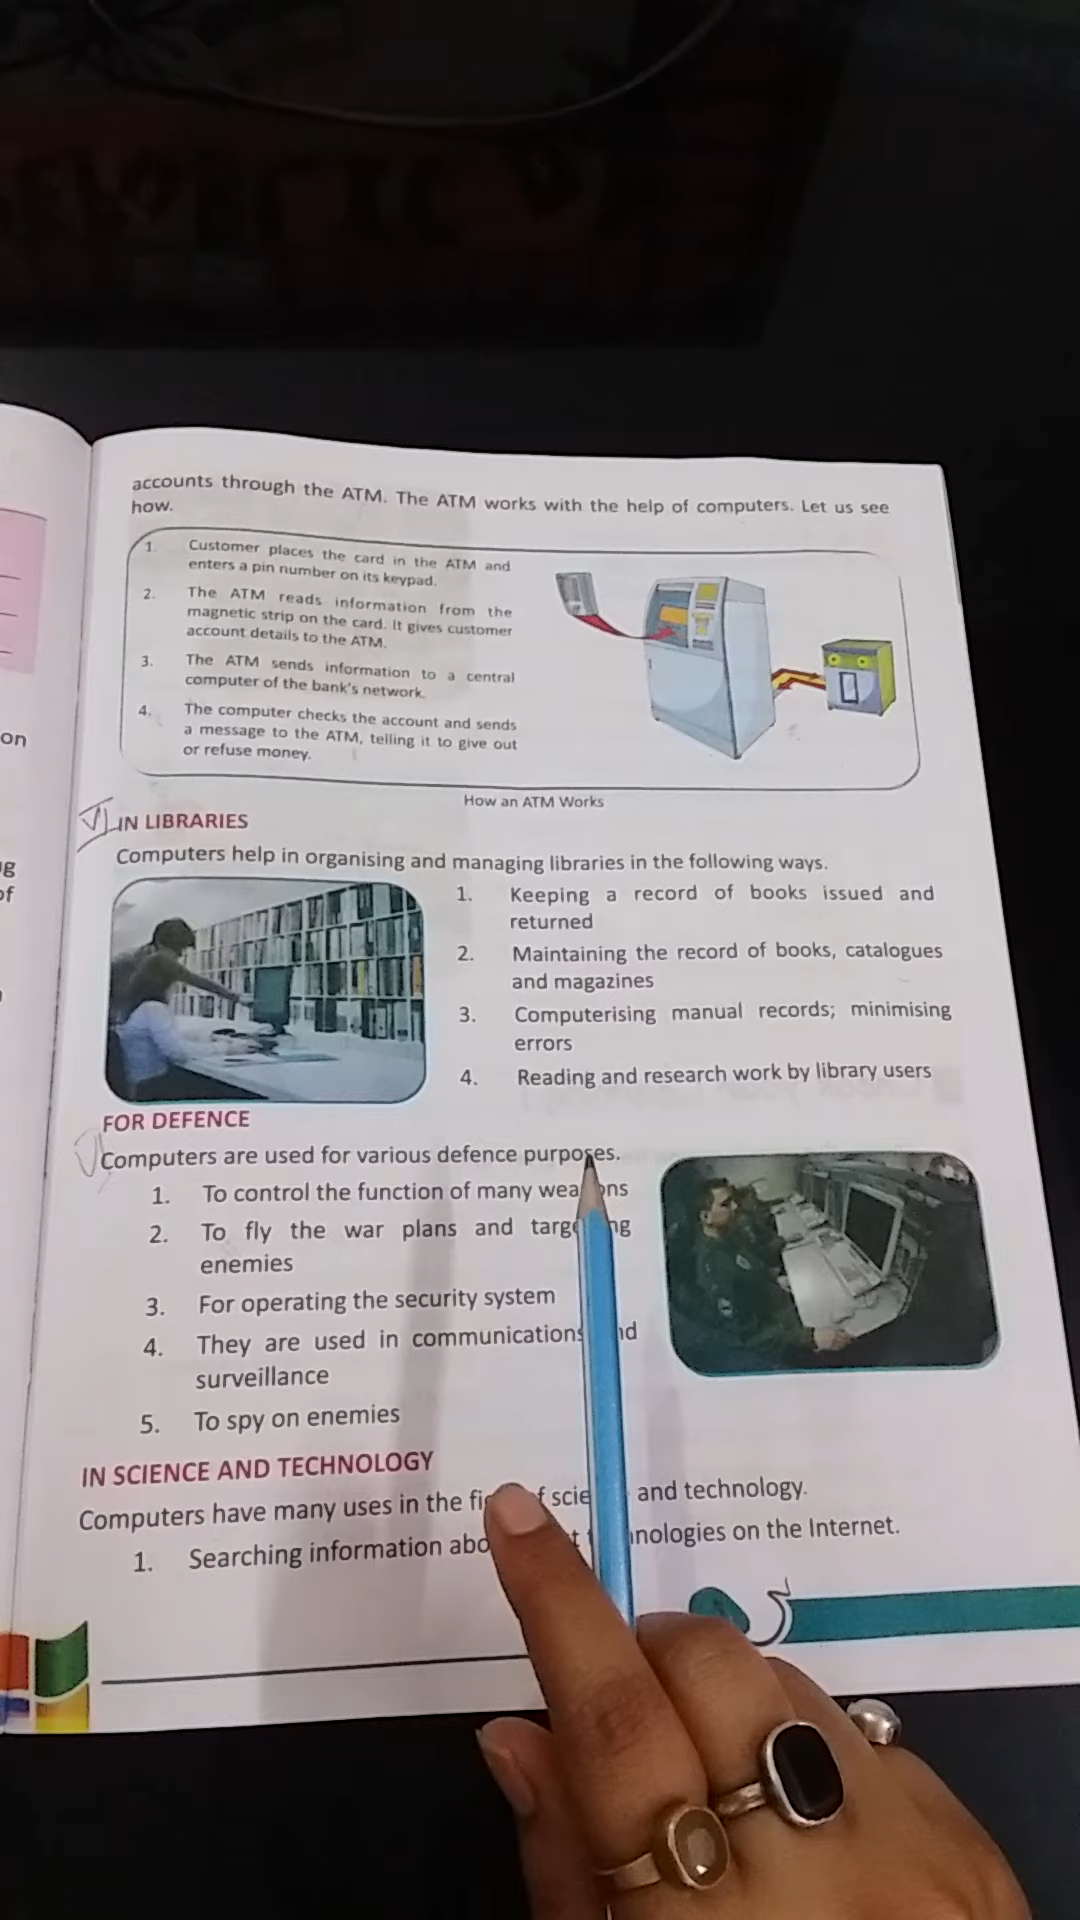 accounts through the ATM. The ATM works with the help of computers. Let us see
how.
1. Customer places the card in the ATM and
enters a pin number on its keypad.
2. The ATM reads information from the
magnetic strip on the card. It gives customer
account details to the ATM.
3. The ATM sends information to a central
computer of the bank's network.
4. The computer checks the account and sends
a message to the ATM, telling it to give out
or refuse money.
How an ATM Works
on
IN LIBRARIES
Computers help in organising and managing libraries in the following ways.
of
1. Keeping a record of books issued and
returned
2. Maintaining the record of books, catalogues
and magazines
3. Computerising manual records; minimising
errors
4. Reading and research work by library users
FOR DEFENCE
Computers are used for various defence purposes.
1. To control the function of many
2. To fly the war plans and
enemies
3. For operating the security system
4. They are used in communications
surveillance
5. To spy on enemies
IN SCIENCE AND TECHNOLOGY
Computers have many uses in the and technology.
1. Searching information on the Internet.